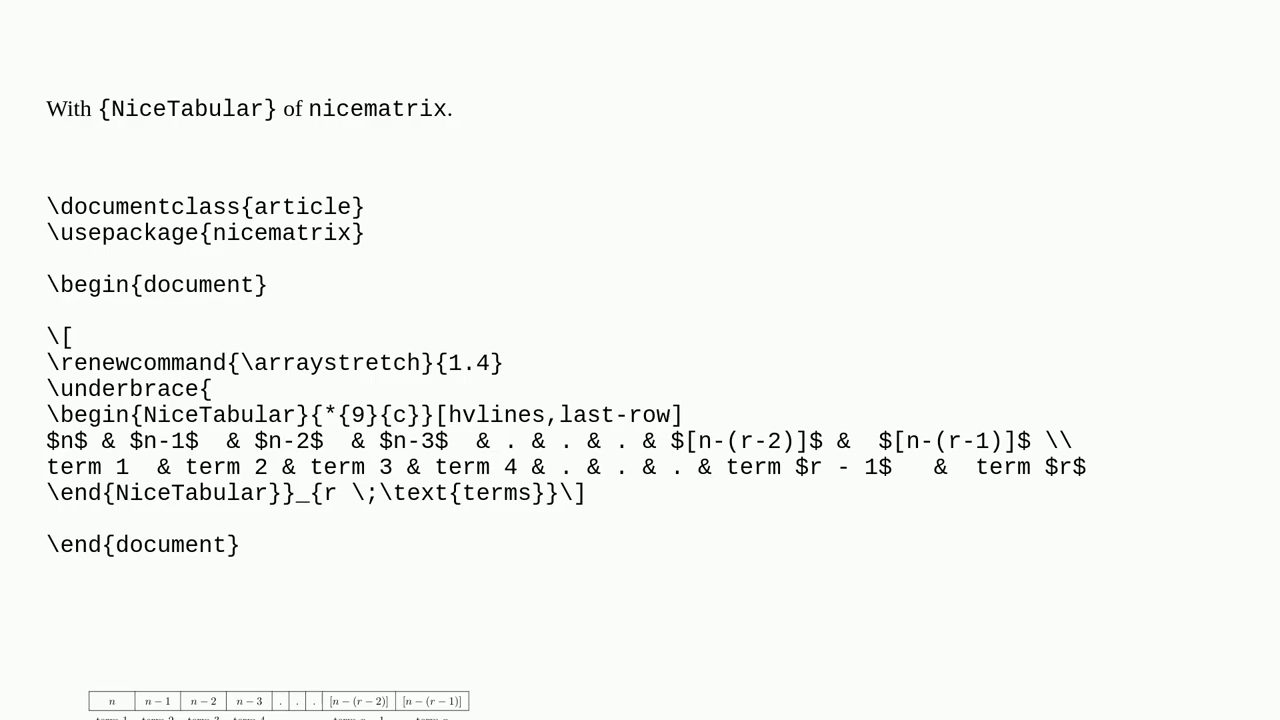 With {NiceTabular} of nicematrix.
\documentclass{article}
\usepackage{nicematrix}
\begin{document}
\[
\renewcommand{\arraystretch}{1.4}
\underbrace{
\begin{NiceTabular}{*{9}{c}}[hvlines,last-row]
$n$ & $n-1$  & $n-2$  & $n-3$  & . & . & . & $[n-(r-2)]$ &  $[n-(r-1)]$ \\
term 1  & term 2 & term 3 & term 4 & . & . & . & term $r - 1$   &  term $r$
\end{NiceTabular}}_{r \;\text{terms}}\]
\end{document}
n n − 1 n − 2 n − 3 . . . [n − (r − 2)] [n − (r − 1)]